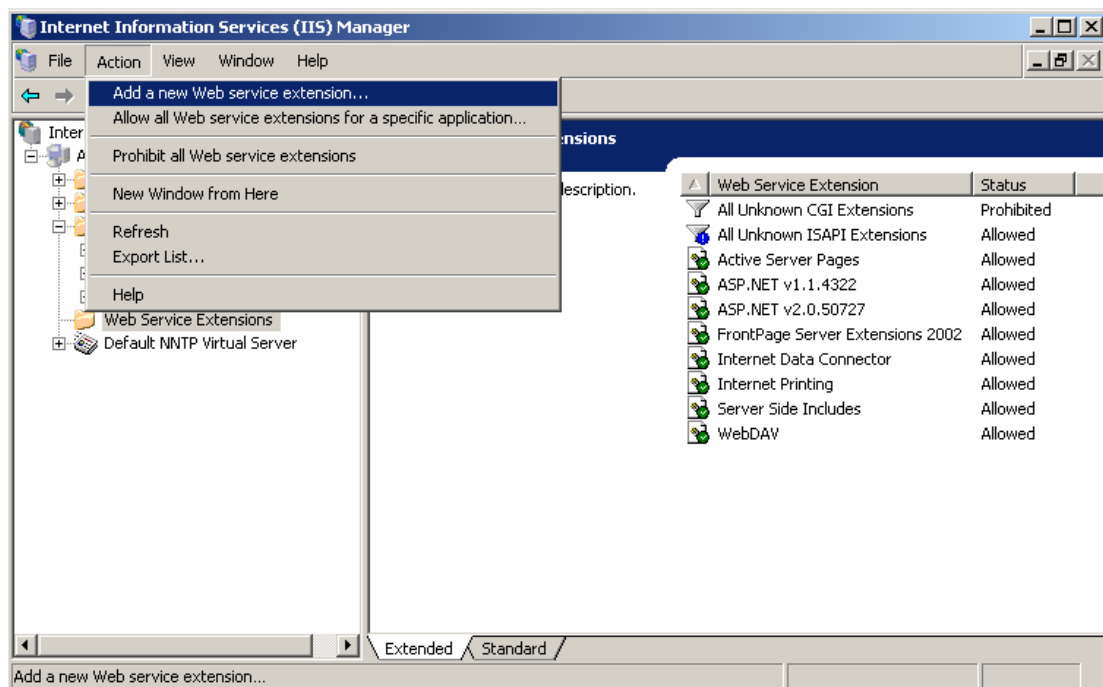 Internet Information Services (IIS) Manager
File Action View Window Help
Add a new Web service extension...
Allow all Web service extensions for a specific application...
Prohibit all Web service extensions
New Window from Here
Refresh
Export List...
Help
Web Service Extensions
Default NNTP Virtual Server
Web Service Extension Status
All Unknown CGI Extensions Prohibited
All Unknown ISAPI Extensions Allowed
Active Server Pages Allowed
ASP.NET v1.1.4322 Allowed
ASP.NET v2.0.50727 Allowed
FrontPage Server Extensions 2002 Allowed
Internet Data Connector Allowed
Internet Printing Allowed
Server Side Includes Allowed
WebDAV Allowed
Extended Standard
Add a new Web service extension...